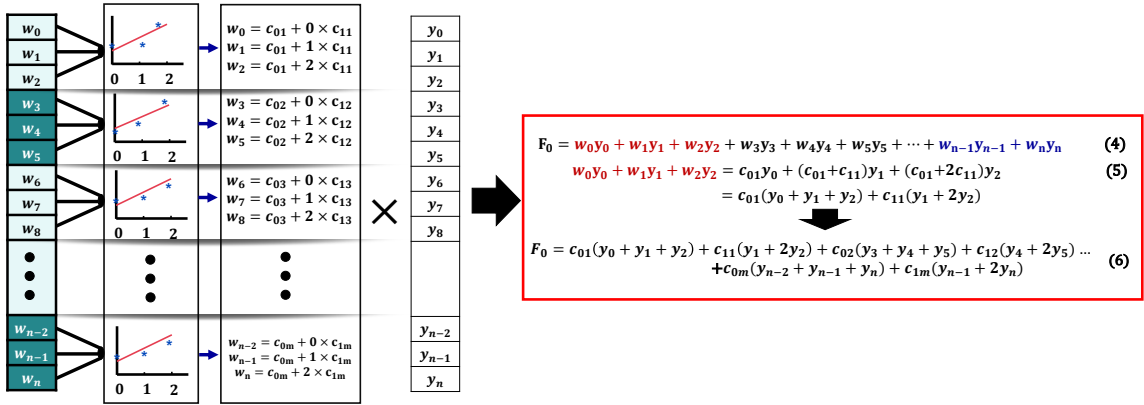 w₀
w₁
w₂
w₃
w₄
w₅
w₆
w₇
w₈
wₙ₋₂
wₙ₋₁
wₙ
0 1 2
0 1 2
0 1 2
0 1 2
w₀ = c₀₁ + 0 × c₁₁
w₁ = c₀₁ + 1 × c₁₁
w₂ = c₀₁ + 2 × c₁₁
w₃ = c₀₂ + 0 × c₁₂
w₄ = c₀₂ + 1 × c₁₂
w₅ = c₀₂ + 2 × c₁₂
w₆ = c₀₃ + 0 × c₁₃
w₇ = c₀₃ + 1 × c₁₃
w₈ = c₀₃ + 2 × c₁₃
wₙ₋₂ = c₀ₘ + 0 × c₁ₘ
wₙ₋₁ = c₀ₘ + 1 × c₁ₘ
wₙ = c₀ₘ + 2 × c₁ₘ
×
y₀
y₁
y₂
y₃
y₄
y₅
y₆
y₇
y₈
yₙ₋₂
yₙ₋₁
yₙ
F₀ = w₀y₀ + w₁y₁ + w₂y₂ + w₃y₃ + w₄y₄ + w₅y₅ + ⋯ + wₙ₋₁yₙ₋₁ + wₙyₙ (4)
w₀y₀ + w₁y₁ + w₂y₂ = c₀₁y₀ + (c₀₁+c₁₁)y₁ + (c₀₁+2c₁₁)y₂ (5)
= c₀₁(y₀ + y₁ + y₂) + c₁₁(y₁ + 2y₂)
F₀ = c₀₁(y₀ + y₁ + y₂) + c₁₁(y₁ + 2y₂) + c₀₂(y₃ + y₄ + y₅) + c₁₂(y₄ + 2y₅) …
+c₀ₘ(yₙ₋₂ + yₙ₋₁ + yₙ) + c₁ₘ(yₙ₋₁ + 2yₙ) (6)